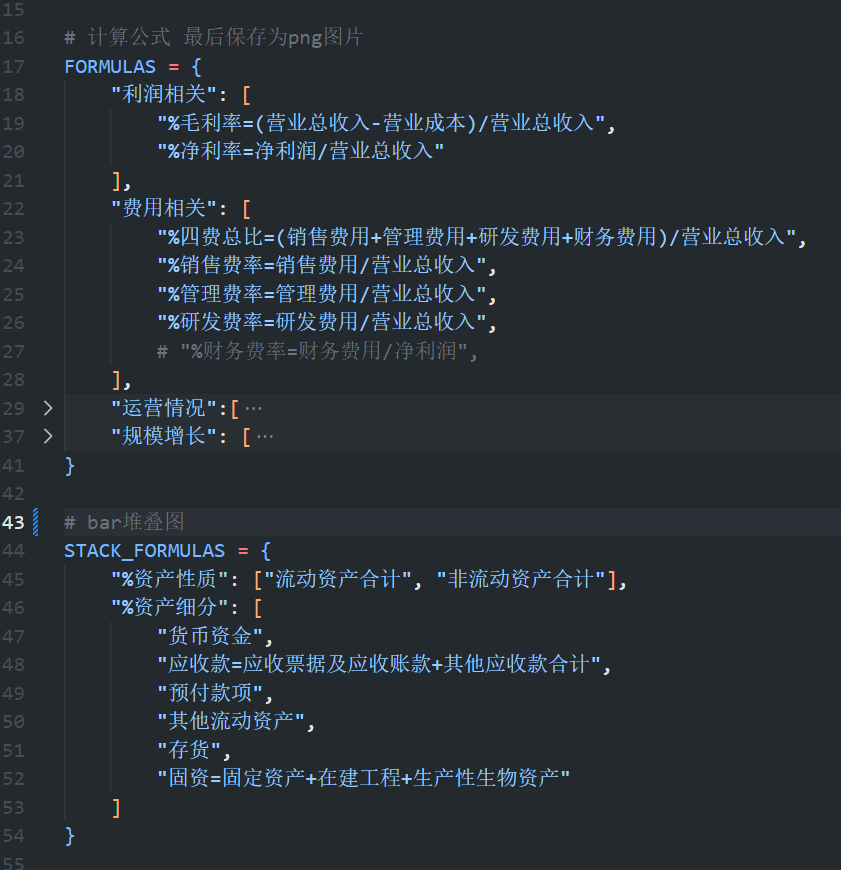 15
16 # 计算公式 最后保存为png图片
17 FORMULAS = {
18 "利润相关": [
19 "%毛利率=(营业总收入-营业成本)/营业总收入",
20 "%净利率=净利润/营业总收入"
21 ],
22 "费用相关": [
23 "%四费总比=(销售费用+管理费用+研发费用+财务费用)/营业总收入",
24 "%销售费率=销售费用/营业总收入",
25 "%管理费率=管理费用/营业总收入",
26 "%研发费率=研发费用/营业总收入",
27 # "%财务费率=财务费用/净利润",
28 ],
29 > "运营情况":[ ⋯
37 > "规模增长": [ ⋯
41 }
42
43 # bar堆叠图
44 STACK_FORMULAS = {
45 "%资产性质": ["流动资产合计", "非流动资产合计"],
46 "%资产细分": [
47 "货币资金",
48 "应收款=应收票据及应收账款+其他应收款合计",
49 "预付款项",
50 "其他流动资产",
51 "存货",
52 "固资=固定资产+在建工程+生产性生物资产"
53 ]
54 }
55